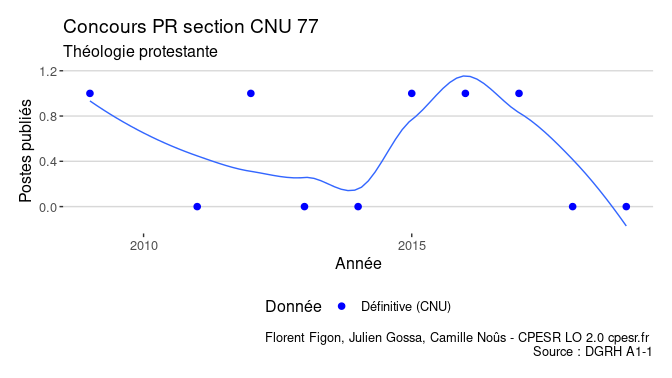 Concours PR section CNU 77
Théologie protestante
Postes publiés
1.2
0.8
0.4
0.0
2010 2015
Année
Donnée Définitive (CNU)
Florent Figon, Julien Gossa, Camille Noûs - CPESR LO 2.0 cpesr.fr
Source : DGRH A1-1